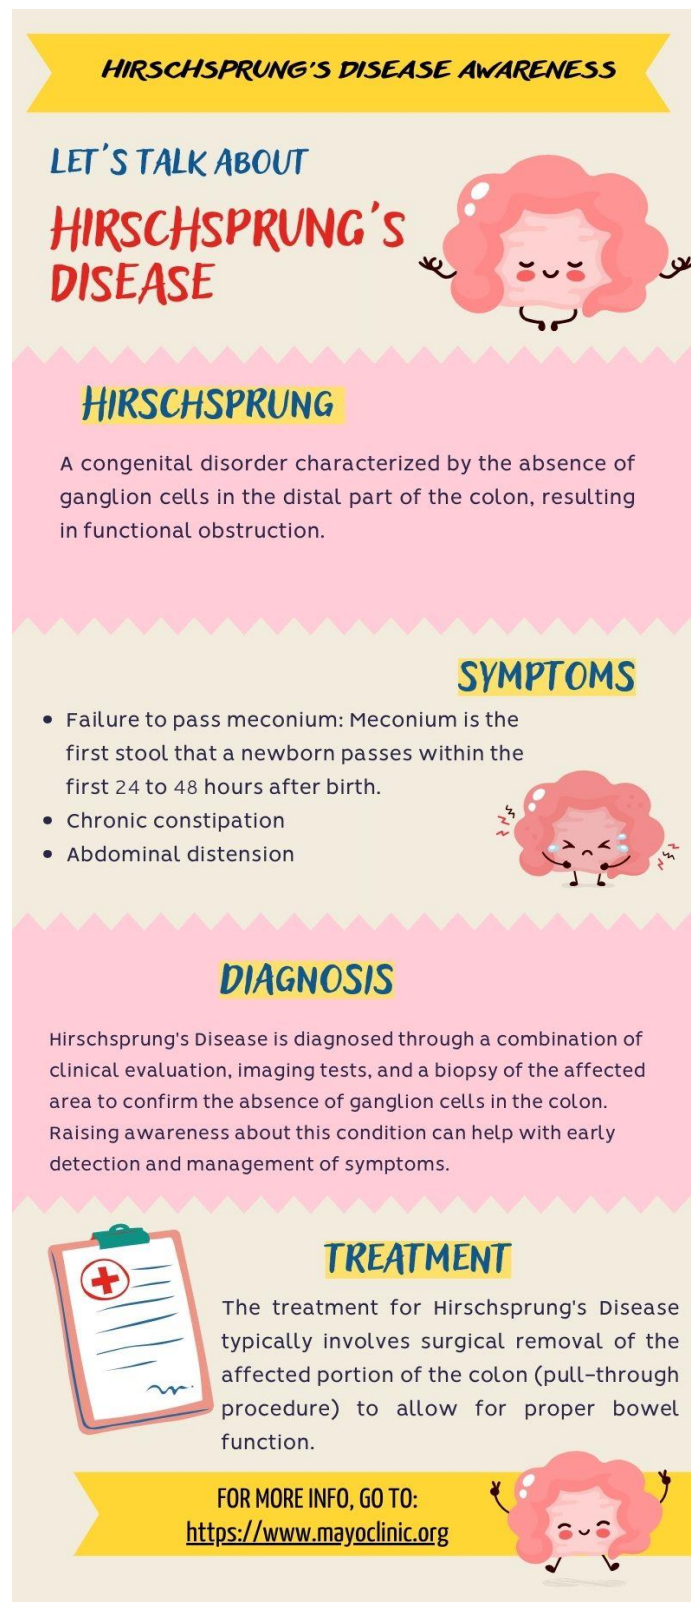 HIRSCHSPRUNG'S DISEASE AWARENESS
LET'S TALK ABOUT
HIRSCHSPRUNG'S
DISEASE
HIRSCHSPRUNG
A congenital disorder characterized by the absence of
ganglion cells in the distal part of the colon, resulting
in functional obstruction.
SYMPTOMS
• Failure to pass meconium: Meconium is the
first stool that a newborn passes within the
first 24 to 48 hours after birth.
• Chronic constipation
• Abdominal distension
DIAGNOSIS
Hirschsprung's Disease is diagnosed through a combination of
clinical evaluation, imaging tests, and a biopsy of the affected
area to confirm the absence of ganglion cells in the colon.
Raising awareness about this condition can help with early
detection and management of symptoms.
TREATMENT
The treatment for Hirschsprung's Disease
typically involves surgical removal of the
affected portion of the colon (pull-through
procedure) to allow for proper bowel
function.
FOR MORE INFO, GO TO:
https://www.mayoclinic.org